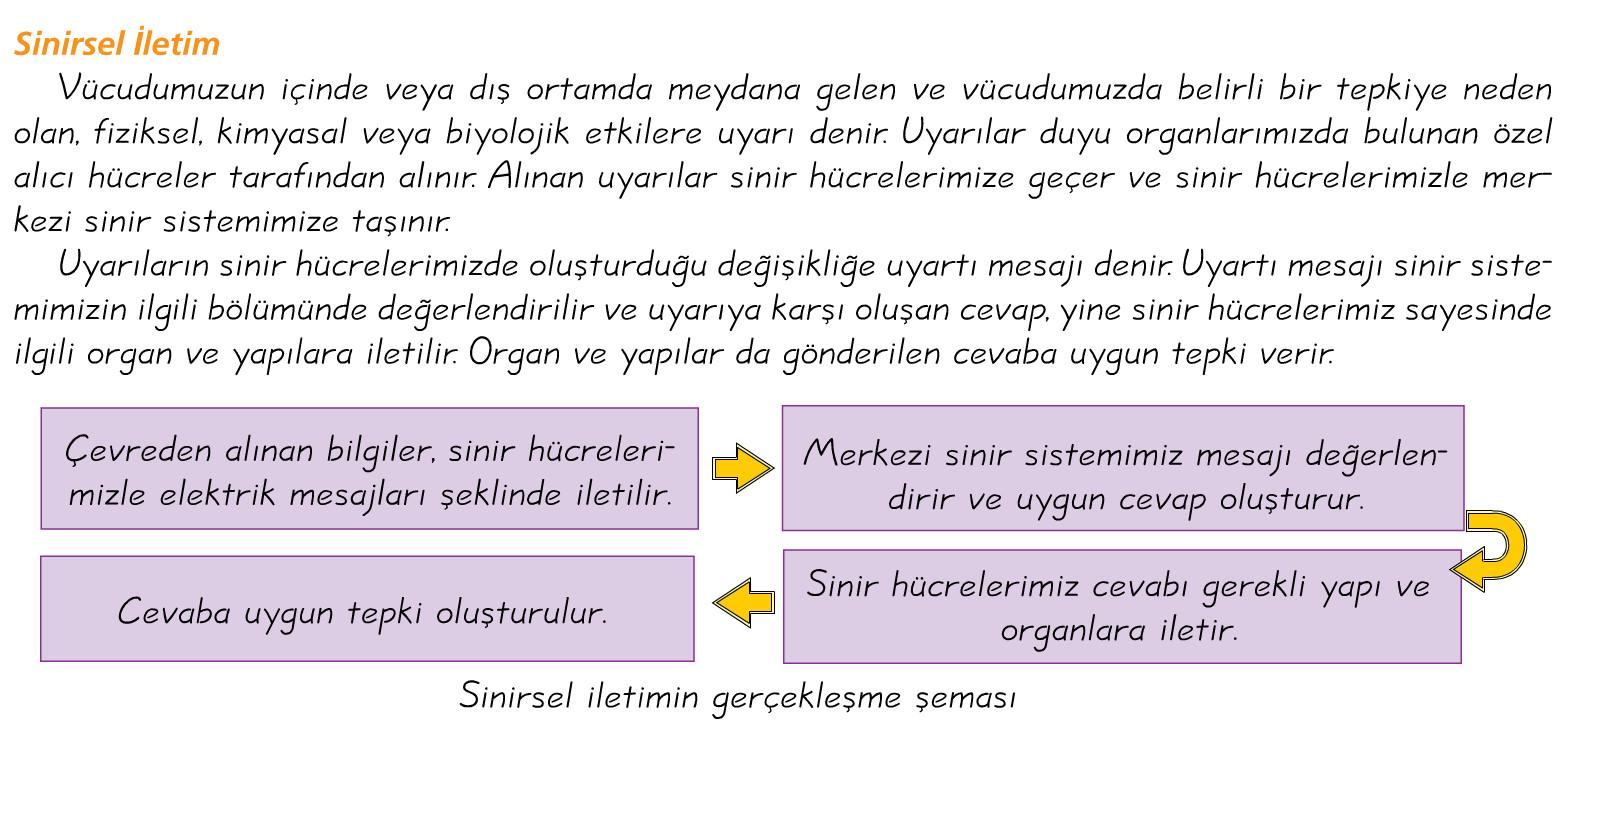 Sinirsel İletim
Vücudumuzun içinde veya dış ortamda meydana gelen ve vücudumuzda belirli bir tepkiye neden
olan, fiziksel, kimyasal veya biyolojik etkilere uyarı denir. Uyarılar duyu organlarımızda bulunan özel
alıcı hücreler tarafından alınır. Alınan uyarılar sinir hücrelerimize geçer ve sinir hücrelerimizle mer-
kezi sinir sistemimize taşınır.
Uyarıların sinir hücrelerimizde oluşturduğu değişikliğe uyartı mesajı denir. Uyartı mesajı sinir siste-
mimizin ilgili bölümünde değerlendirilir ve uyarıya karşı oluşan cevap, yine sinir hücrelerimiz sayesinde
ilgili organ ve yapılara iletilir. Organ ve yapılar da gönderilen cevaba uygun tepki verir.
Çevreden alınan bilgiler, sinir hücreleri-
mizle elektrik mesajları şeklinde iletilir.
Merkezi sinir sistemimiz mesajı değerlen-
dirir ve uygun cevap oluşturur.
Sinir hücrelerimiz cevabı gerekli yapı ve
organlara iletir.
Cevaba uygun tepki oluşturulur.
Sinirsel iletimin gerçekleşme şeması